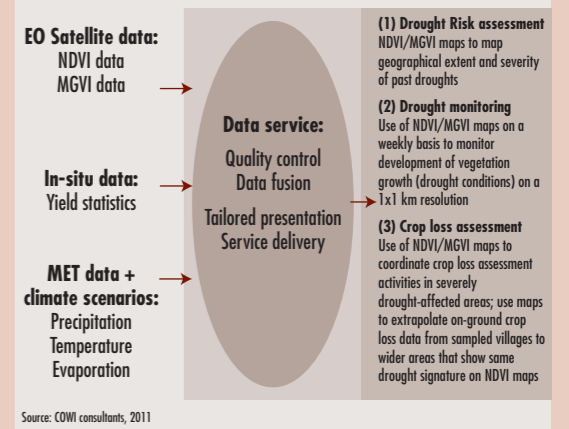 EO Satellite data:
NDVI data
MGVI data
In-situ data:
Yield statistics
MET data +
climate scenarios:
Precipitation
Temperature
Evaporation
Data service:
Quality control
Data fusion
Tailored presentation
Service delivery
(1) Drought Risk assessment
NDVI/MGVI maps to map
geographical extent and severity
of past droughts
(2) Drought monitoring
Use of NDVI/MGVI maps on a
weekly basis to monitor
development of vegetation
growth (drought conditions) on a
1x1 km resolution
(3) Crop loss assessment
Use of NDVI/MGVI maps to
coordinate crop loss assessment
activities in severely
drought-affected areas; use maps
to extrapolate on-ground crop
loss data from sampled villages to
wider areas that show same
drought signature on NDVI maps
Source: COWI consultants, 2011